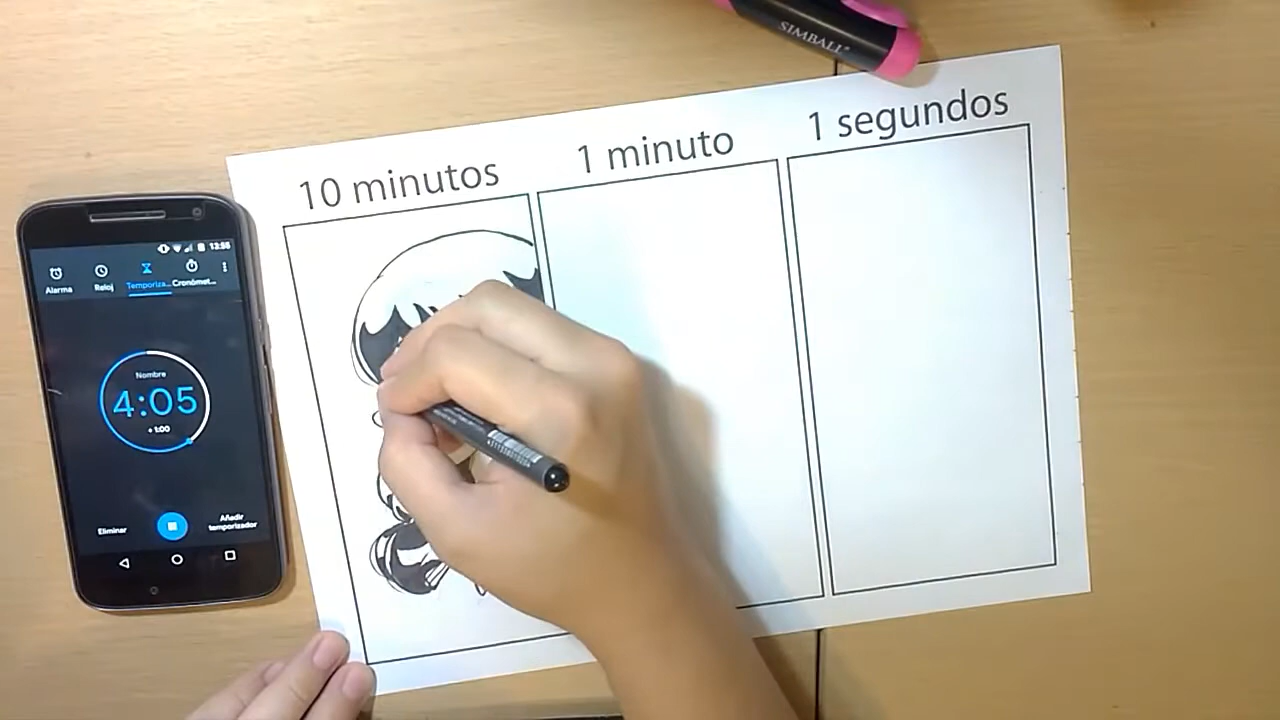 SIMBALL
10 minutos
1 minuto
1 segundos
12:55
Alarma
Reloj
Temporiza...
Cronómet...
Nombre
4:05
+ 1:00
Eliminar
Añadir
temporizador